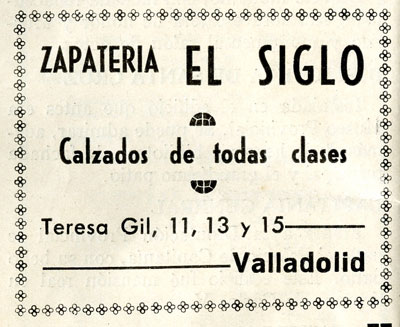 ZAPATERIA EL SIGLO
Calzados de todas clases
Teresa Gil, 11, 13 y 15
Valladolid